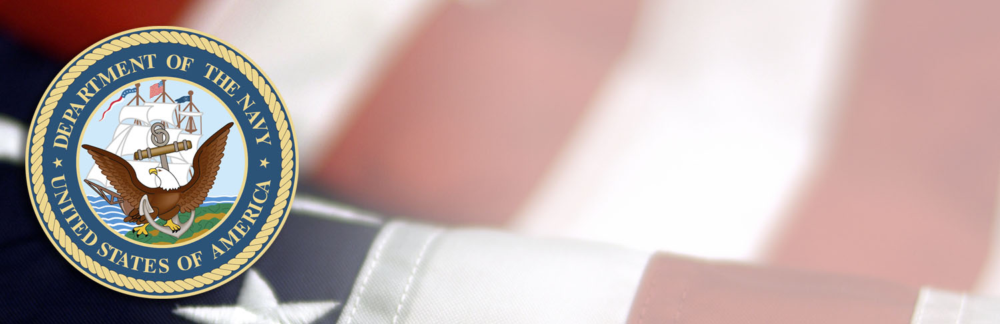 DEPARTMENT OF THE NAVY
UNITED STATES OF AMERICA